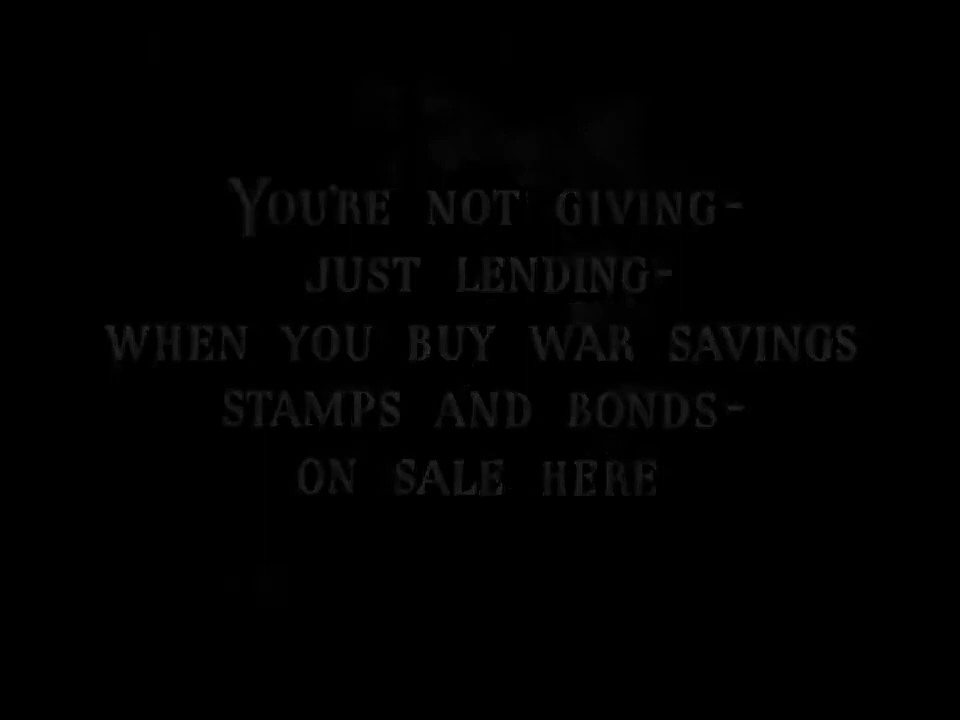 YOU'RE NOT GIVING-
JUST LENDING-
WHEN YOU BUY WAR SAVINGS
STAMPS AND BONDS-
ON SALE HERE